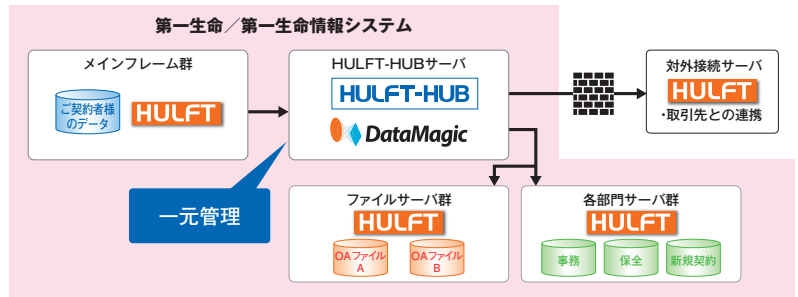 第一生命／第一生命情報システム
メインフレーム群
ご契約者様
のデータ
HULFT
HULFT-HUBサーバ
HULFT-HUB
DataMagic
対外接続サーバ
HULFT
・取引先との連携
一元管理
ファイルサーバ群
HULFT
OAファイル
A
OAファイル
B
各部門サーバ群
HULFT
事務
保全
新規契約